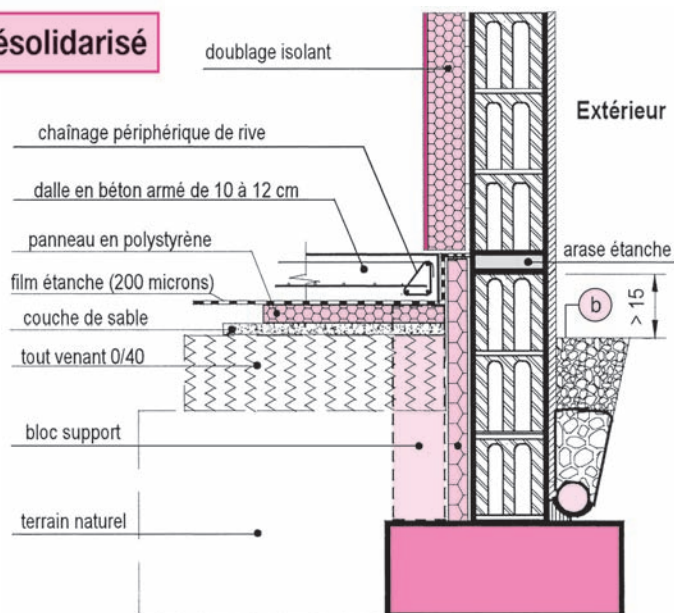 ésolidarisé
doublage isolant
Extérieur
chaînage périphérique de rive
dalle en béton armé de 10 à 12 cm
panneau en polystyrène
arase étanche
film étanche (200 microns)
b
> 15
couche de sable
tout venant 0/40
bloc support
terrain naturel